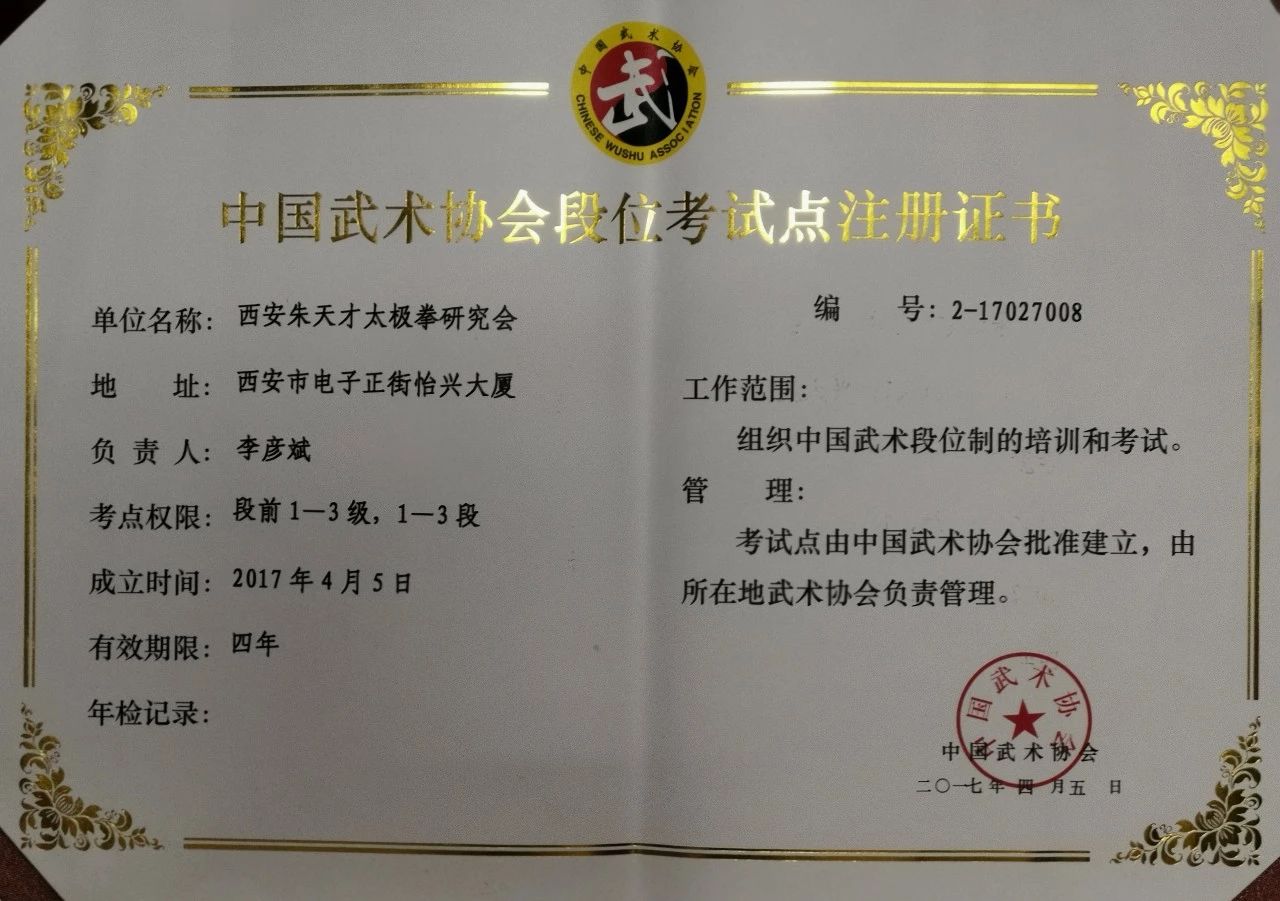 中国武术协会
武
CHINESE WUSHU ASSOCIATION
中国武术协会段位考试点注册证书
单位名称：西安朱天才太极拳研究会
地 址：西安市电子正街怡兴大厦
负 责 人：李彦斌
考点权限：段前1—3级，1—3段
成立时间：2017年4月5日
有效期限：四年
年检记录：
编 号：2-17027008
工作范围：
组织中国武术段位制的培训和考试。
管 理：
考试点由中国武术协会批准建立，由
所在地武术协会负责管理。
中国武术协会
中国武术协会
二〇一七年 四 月五 日